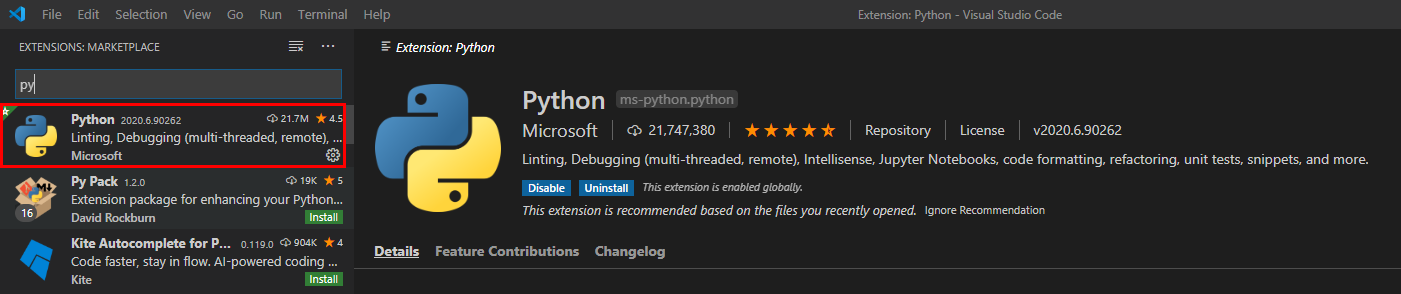 File Edit Selection View Go Run Terminal Help Extension: Python - Visual Studio Code
EXTENSIONS: MARKETPLACE
py
Python 2020.6.90262 21.7M 4.5
Linting, Debugging (multi-threaded, remote), ...
Microsoft
Py Pack 1.2.0 19K 5
Extension package for enhancing your Python...
David Rockburn Install
16
Kite Autocomplete for P... 0.119.0 904K 4
Code faster, stay in flow. AI-powered coding ...
Kite Install
Extension: Python
Python ms-python.python
Microsoft 21,747,380 Repository License v2020.6.90262
Linting, Debugging (multi-threaded, remote), Intellisense, Jupyter Notebooks, code formatting, refactoring, unit tests, snippets, and more.
Disable Uninstall This extension is enabled globally.
This extension is recommended based on the files you recently opened. Ignore Recommendation
Details Feature Contributions Changelog